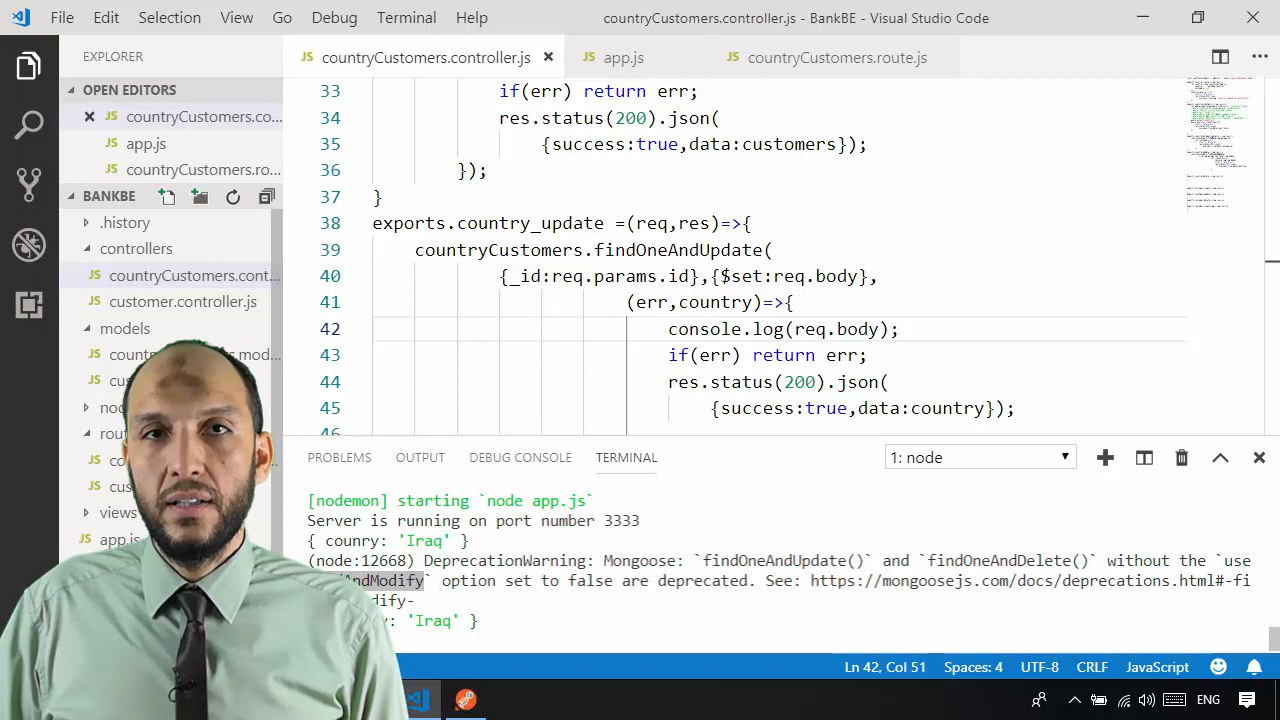 File Edit Selection View Go Debug Terminal Help countryCustomers.controller.js - BankBE - Visual Studio Code
EXPLORER
OPEN EDITORS
JS countryCustomers.co...
JS app.js
JS countryCustomers.ro...
BANKBE
.history
controllers
JS countryCustomers.cont...
JS customer.controller.js
models
views
JS countryCustomers.controller.js JS app.js JS countryCustomers.route.js
33 if(err) return err;
34 res.status(200).json(
35 {success:true,data:customers});
36 });
37 }
38 exports.country_update =(req,res)=>{
39 countryCustomers.findOneAndUpdate(
40 {_id:req.params.id},{$set:req.body},
41 (err,country)=>{
42 console.log(req.body);
43 if(err) return err;
44 res.status(200).json(
45 {success:true,data:country});
PROBLEMS OUTPUT DEBUG CONSOLE TERMINAL 1: node
[nodemon] starting `node app.js`
Server is running on port number 3333
{ counry: 'Iraq' }
(node:12668) DeprecationWarning: Mongoose: `findOneAndUpdate()` and `findOneAndDelete()` without the `use
AndModify` option set to false are deprecated. See: https://mongoosejs.com/docs/deprecations.html#-fi
dify-
'Iraq' }
Ln 42, Col 51 Spaces: 4 UTF-8 CRLF JavaScript
ENG